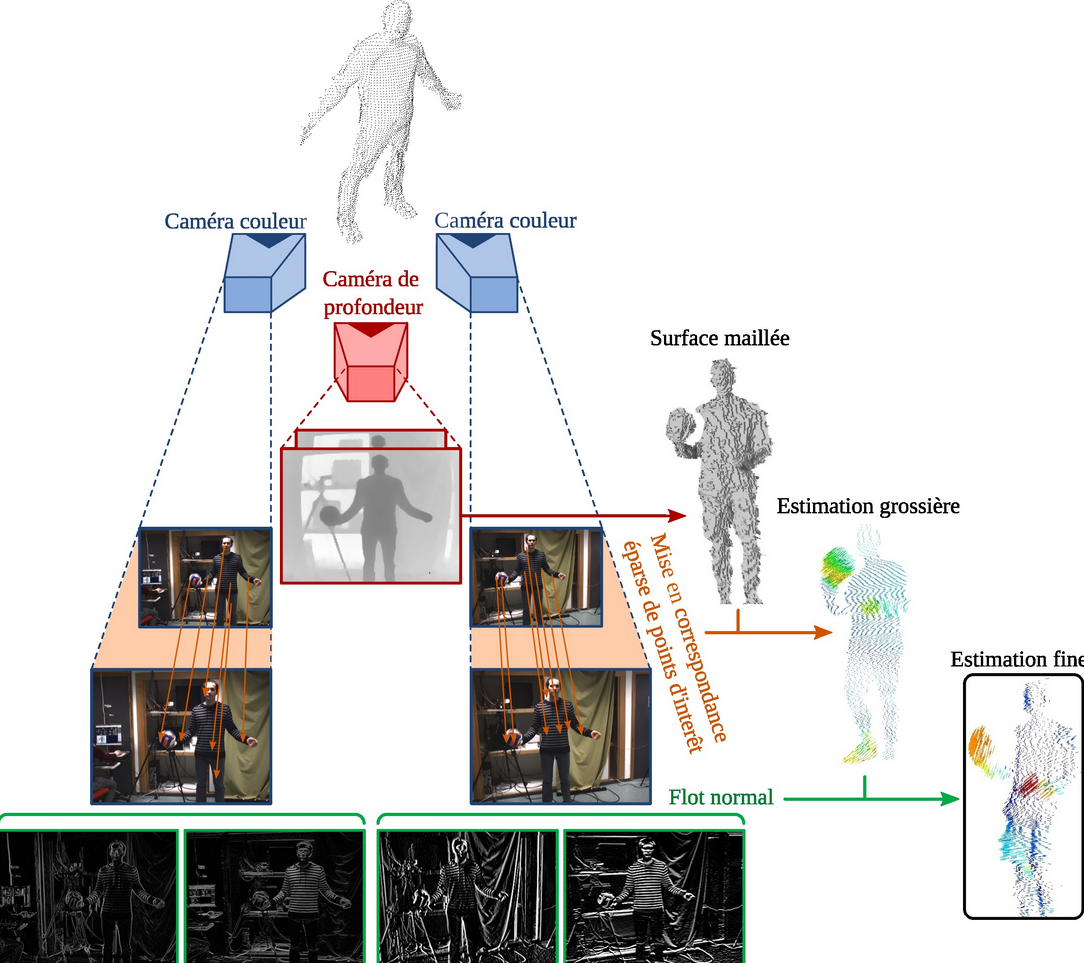 Caméra couleur
Caméra couleur
Caméra de
profondeur
Surface maillée
Estimation grossière
Mise en correspondance
éparse de points d'interêt
Estimation fine
Flot normal